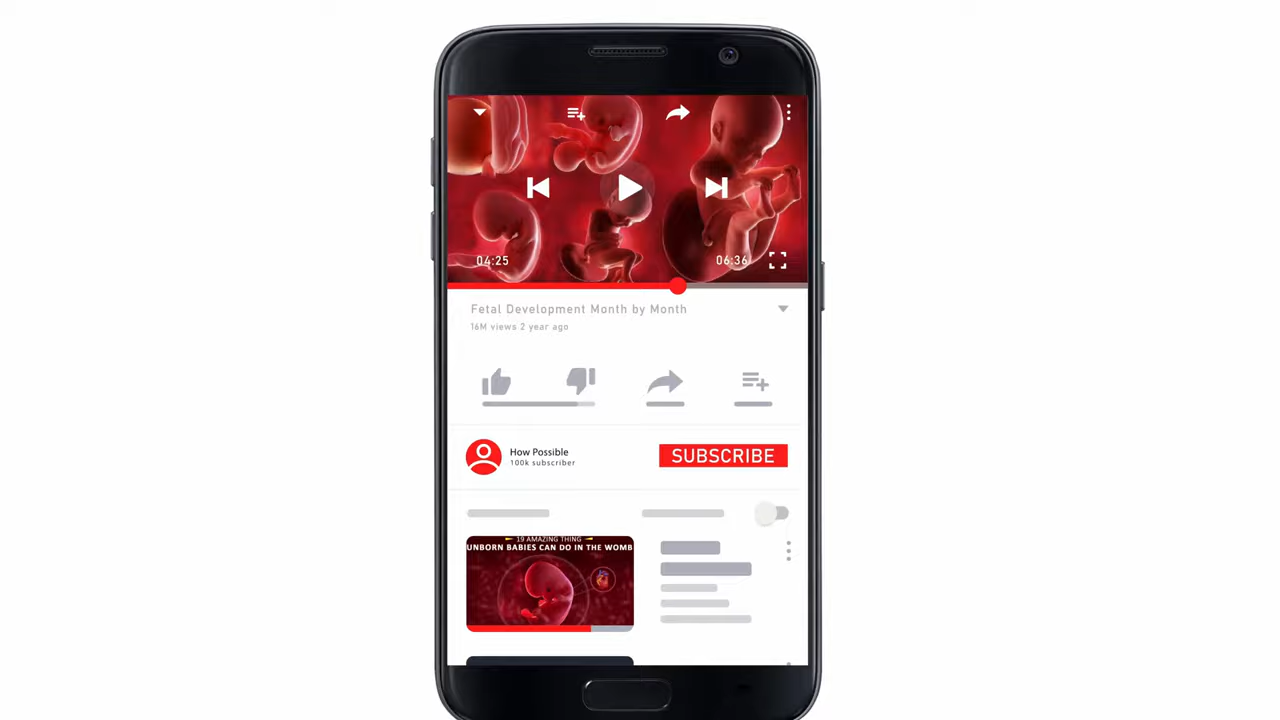 04:25
06:36
Fetal Development Month by Month
16M views 2 year ago
How Possible
100k subscriber
SUBSCRIBE
19 AMAZING THING
UNBORN BABIES CAN DO IN THE WOMB